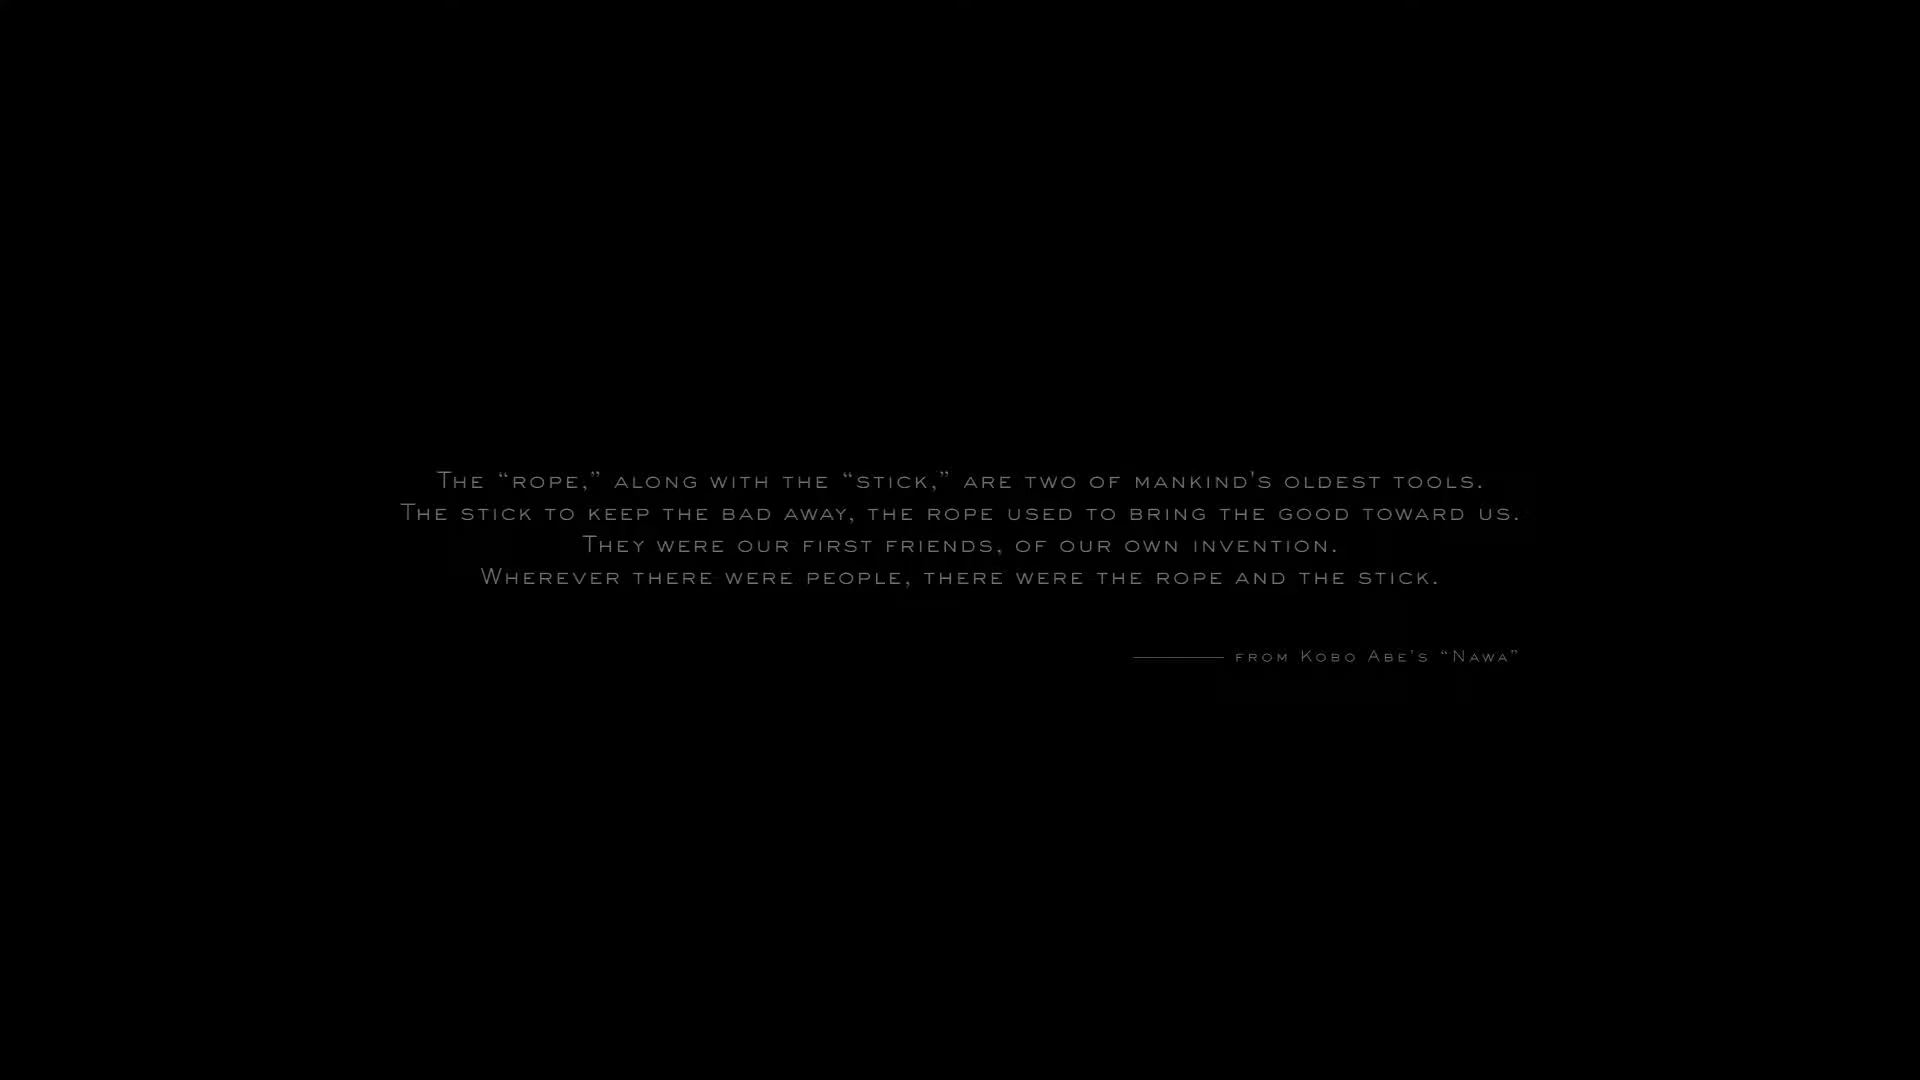 The “rope,” along with the “stick,” are two of mankind's oldest tools.
The stick to keep the bad away, the rope used to bring the good toward us.
They were our first friends, of our own invention.
Wherever there were people, there were the rope and the stick.
——— from Kobo Abe's “Nawa”